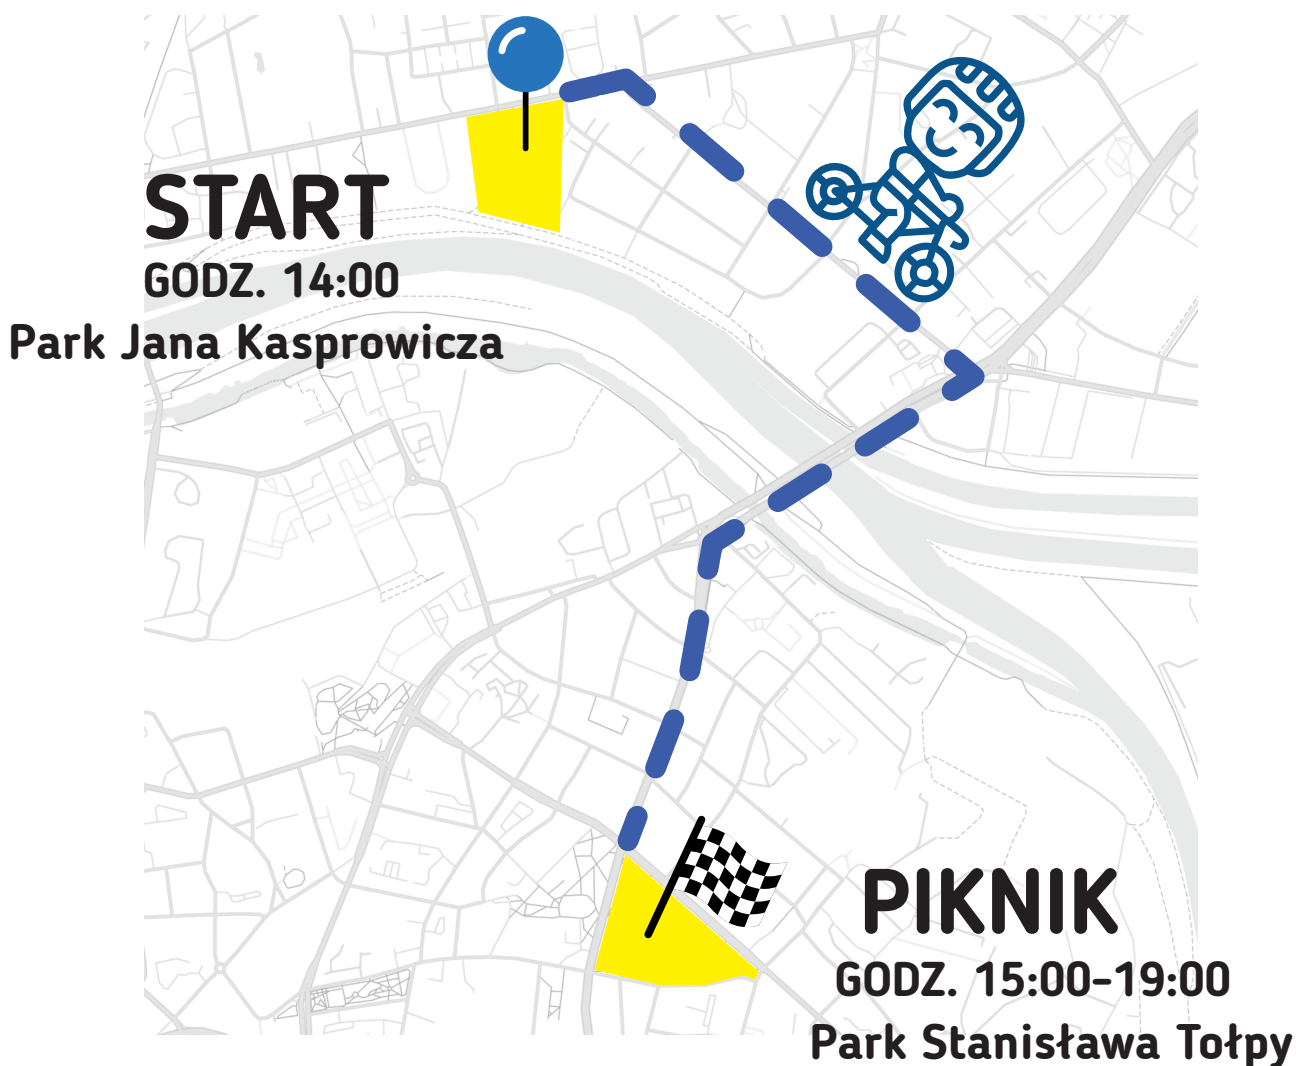 START
GODZ. 14:00
Park Jana Kasprowicza
PIKNIK
GODZ. 15:00-19:00
Park Stanisława Tołpy